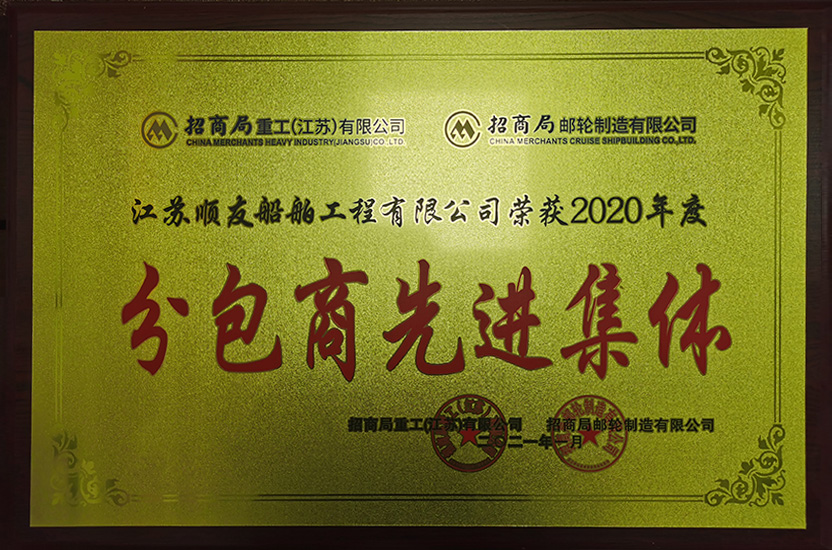 招商局重工(江苏)有限公司 招商局邮轮制造有限公司
CHINA MERCHANTS HEAVY INDUSTRY(JIANGSU)CO.,LTD. CHINA MERCHANTS CRUISE SHIPBUILDING CO.,LTD.
江苏顺友船舶工程有限公司荣获2020年度
分包商先进集体
招商局重工(江苏)有限公司 招商局邮轮制造有限公司
二〇二一年一月